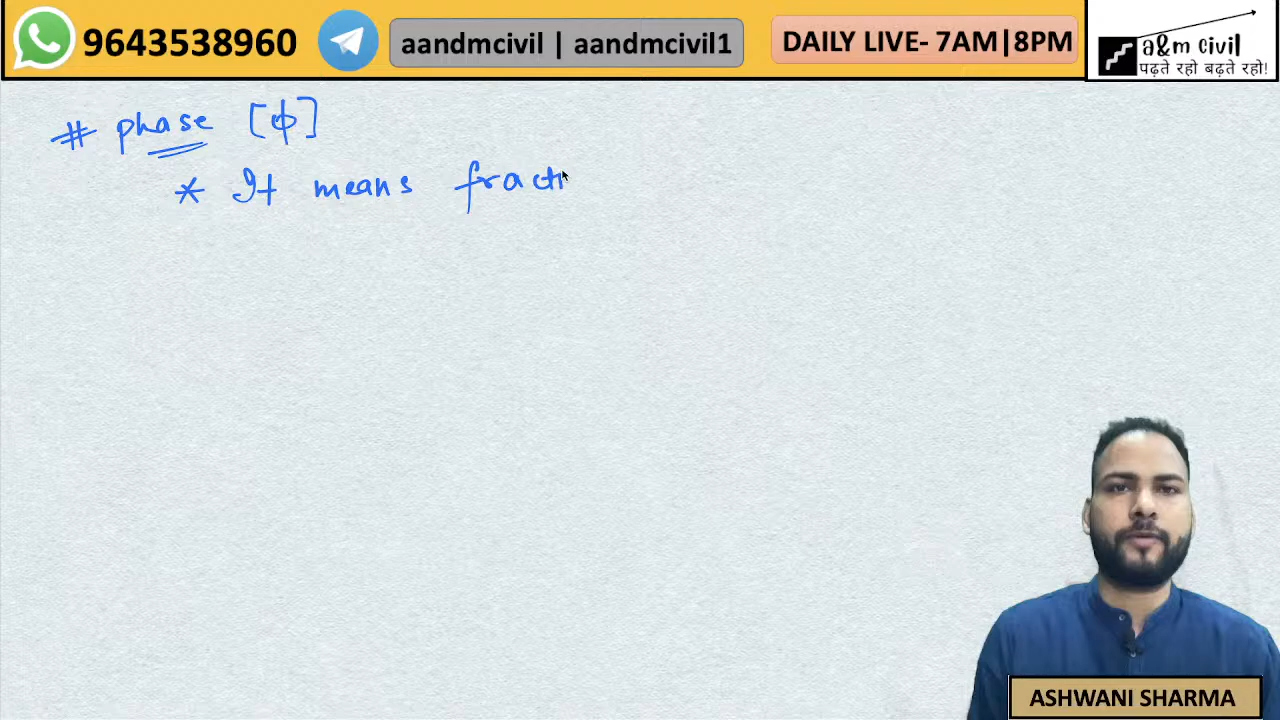 9643538960
aandmcivil | aandmcivil1
DAILY LIVE- 7AM|8PM
a&m civil
पढ़ते रहो बढ़ते रहो!
# phase [ϕ]
* It means fracti
ASHWANI SHARMA